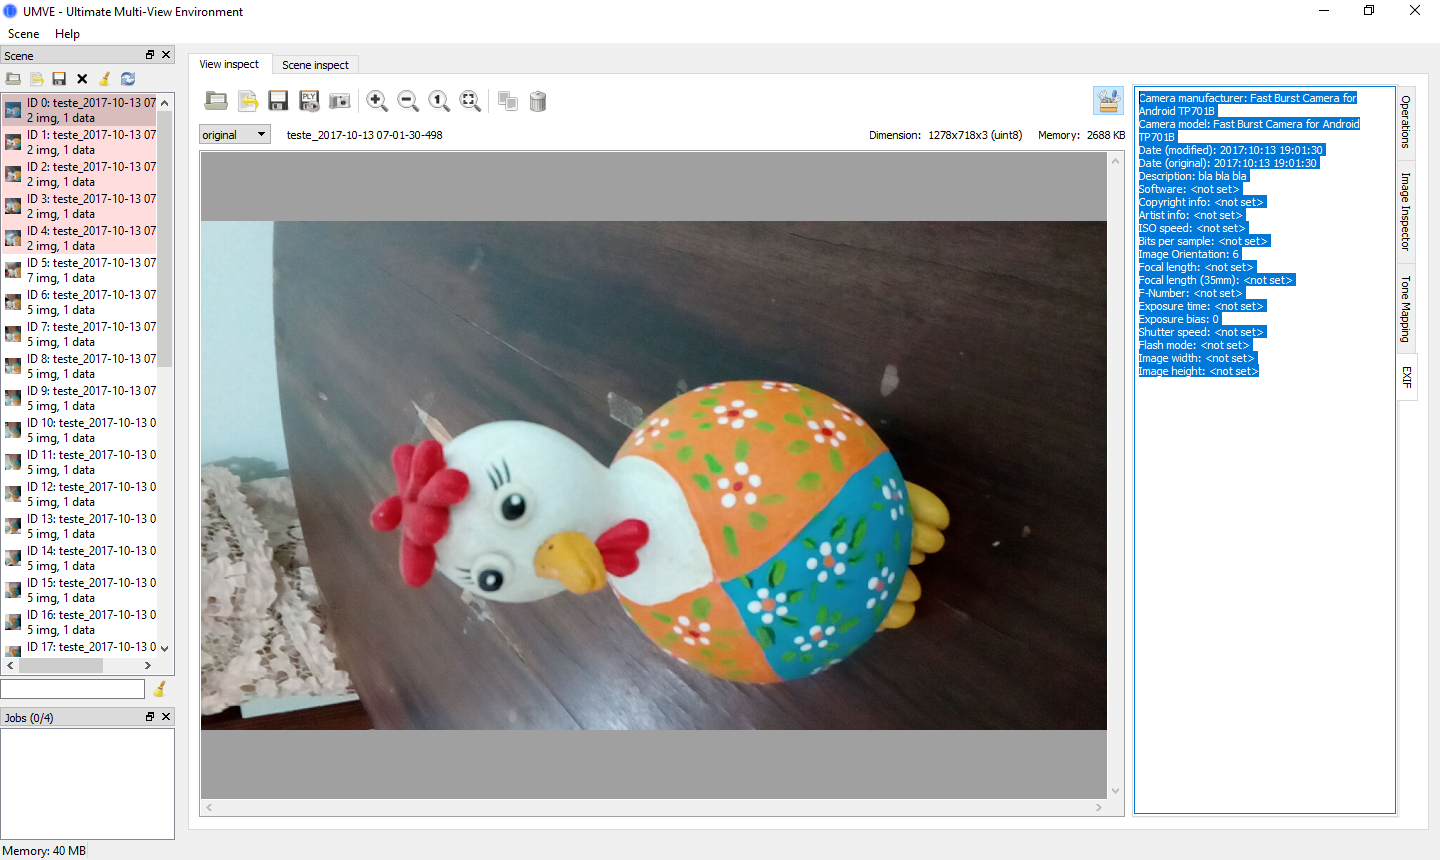 UMVE - Ultimate Multi-View Environment
Scene Help
Scene
View inspect
Scene inspect
ID 0: teste_2017-10-13 07
2 img, 1 data
ID 1: teste_2017-10-13 07
2 img, 1 data
ID 2: teste_2017-10-13 07
2 img, 1 data
ID 3: teste_2017-10-13 07
2 img, 1 data
ID 4: teste_2017-10-13 07
2 img, 1 data
ID 5: teste_2017-10-13 07
7 img, 1 data
ID 6: teste_2017-10-13 07
5 img, 1 data
ID 7: teste_2017-10-13 07
5 img, 1 data
ID 8: teste_2017-10-13 07
5 img, 1 data
ID 9: teste_2017-10-13 07
5 img, 1 data
ID 10: teste_2017-10-13 0
5 img, 1 data
ID 11: teste_2017-10-13 0
5 img, 1 data
ID 12: teste_2017-10-13 0
5 img, 1 data
ID 13: teste_2017-10-13 0
5 img, 1 data
ID 14: teste_2017-10-13 0
5 img, 1 data
ID 15: teste_2017-10-13 0
5 img, 1 data
ID 16: teste_2017-10-13 0
5 img, 1 data
ID 17: teste_2017-10-13 0
Jobs (0/4)
Memory: 40 MB
PLY
1
original
teste_2017-10-13 07-01-30-498
Dimension: 1278x718x3 (uint8) Memory: 2688 KB
Camera manufacturer: Fast Burst Camera for
Android TP701B
Camera model: Fast Burst Camera for Android
TP701B
Date (modified): 2017:10:13 19:01:30
Date (original): 2017:10:13 19:01:30
Description: bla bla bla
Software: <not set>
Copyright info: <not set>
Artist info: <not set>
ISO speed: <not set>
Bits per sample: <not set>
Image Orientation: 6
Focal length: <not set>
Focal length (35mm): <not set>
F-Number: <not set>
Exposure time: <not set>
Exposure bias: 0
Shutter speed: <not set>
Flash mode: <not set>
Image width: <not set>
Image height: <not set>
Operations
Image Inspector
Tone Mapping
EXIF